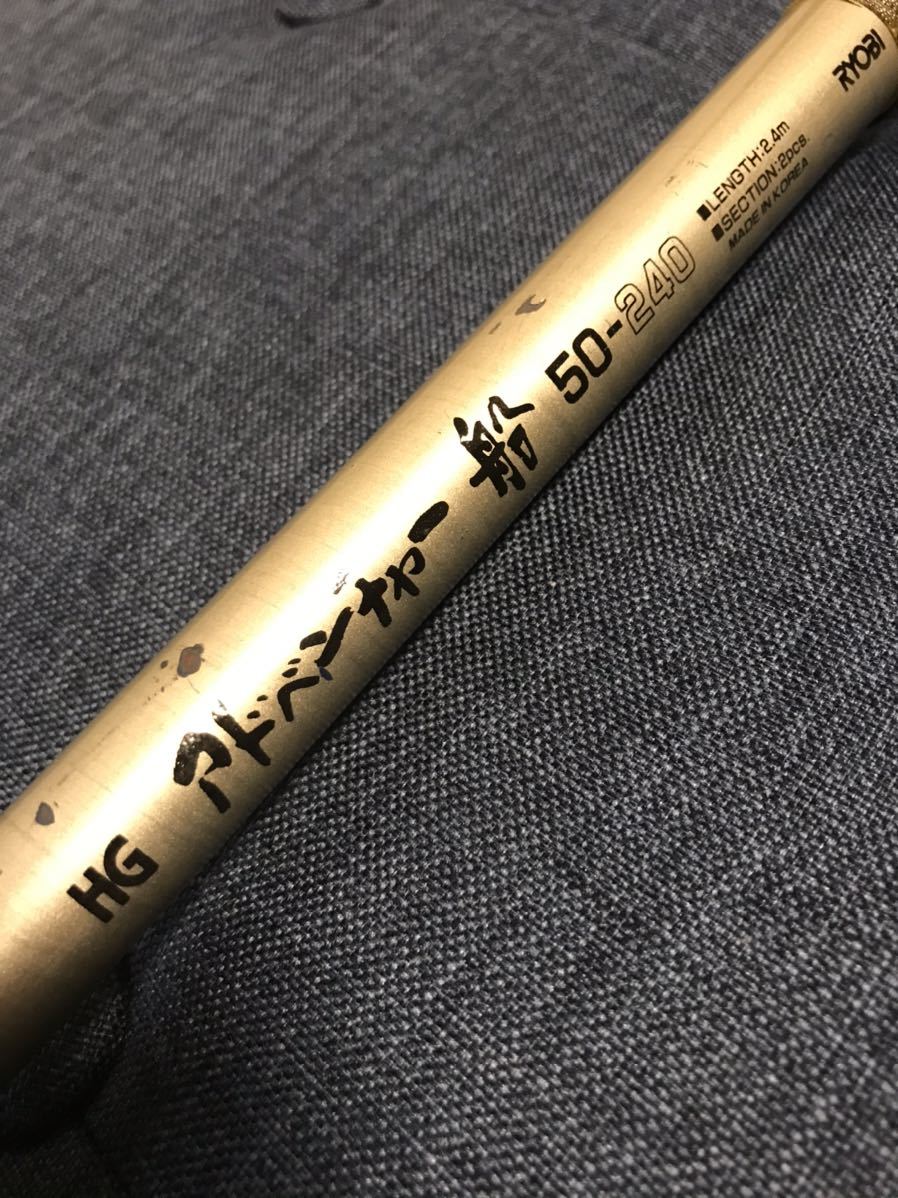 HG アドベンチャー 船 50-240
■LENGTH:2.4m
■SECTION:2pcs.
MADE IN KOREA
RYOBI